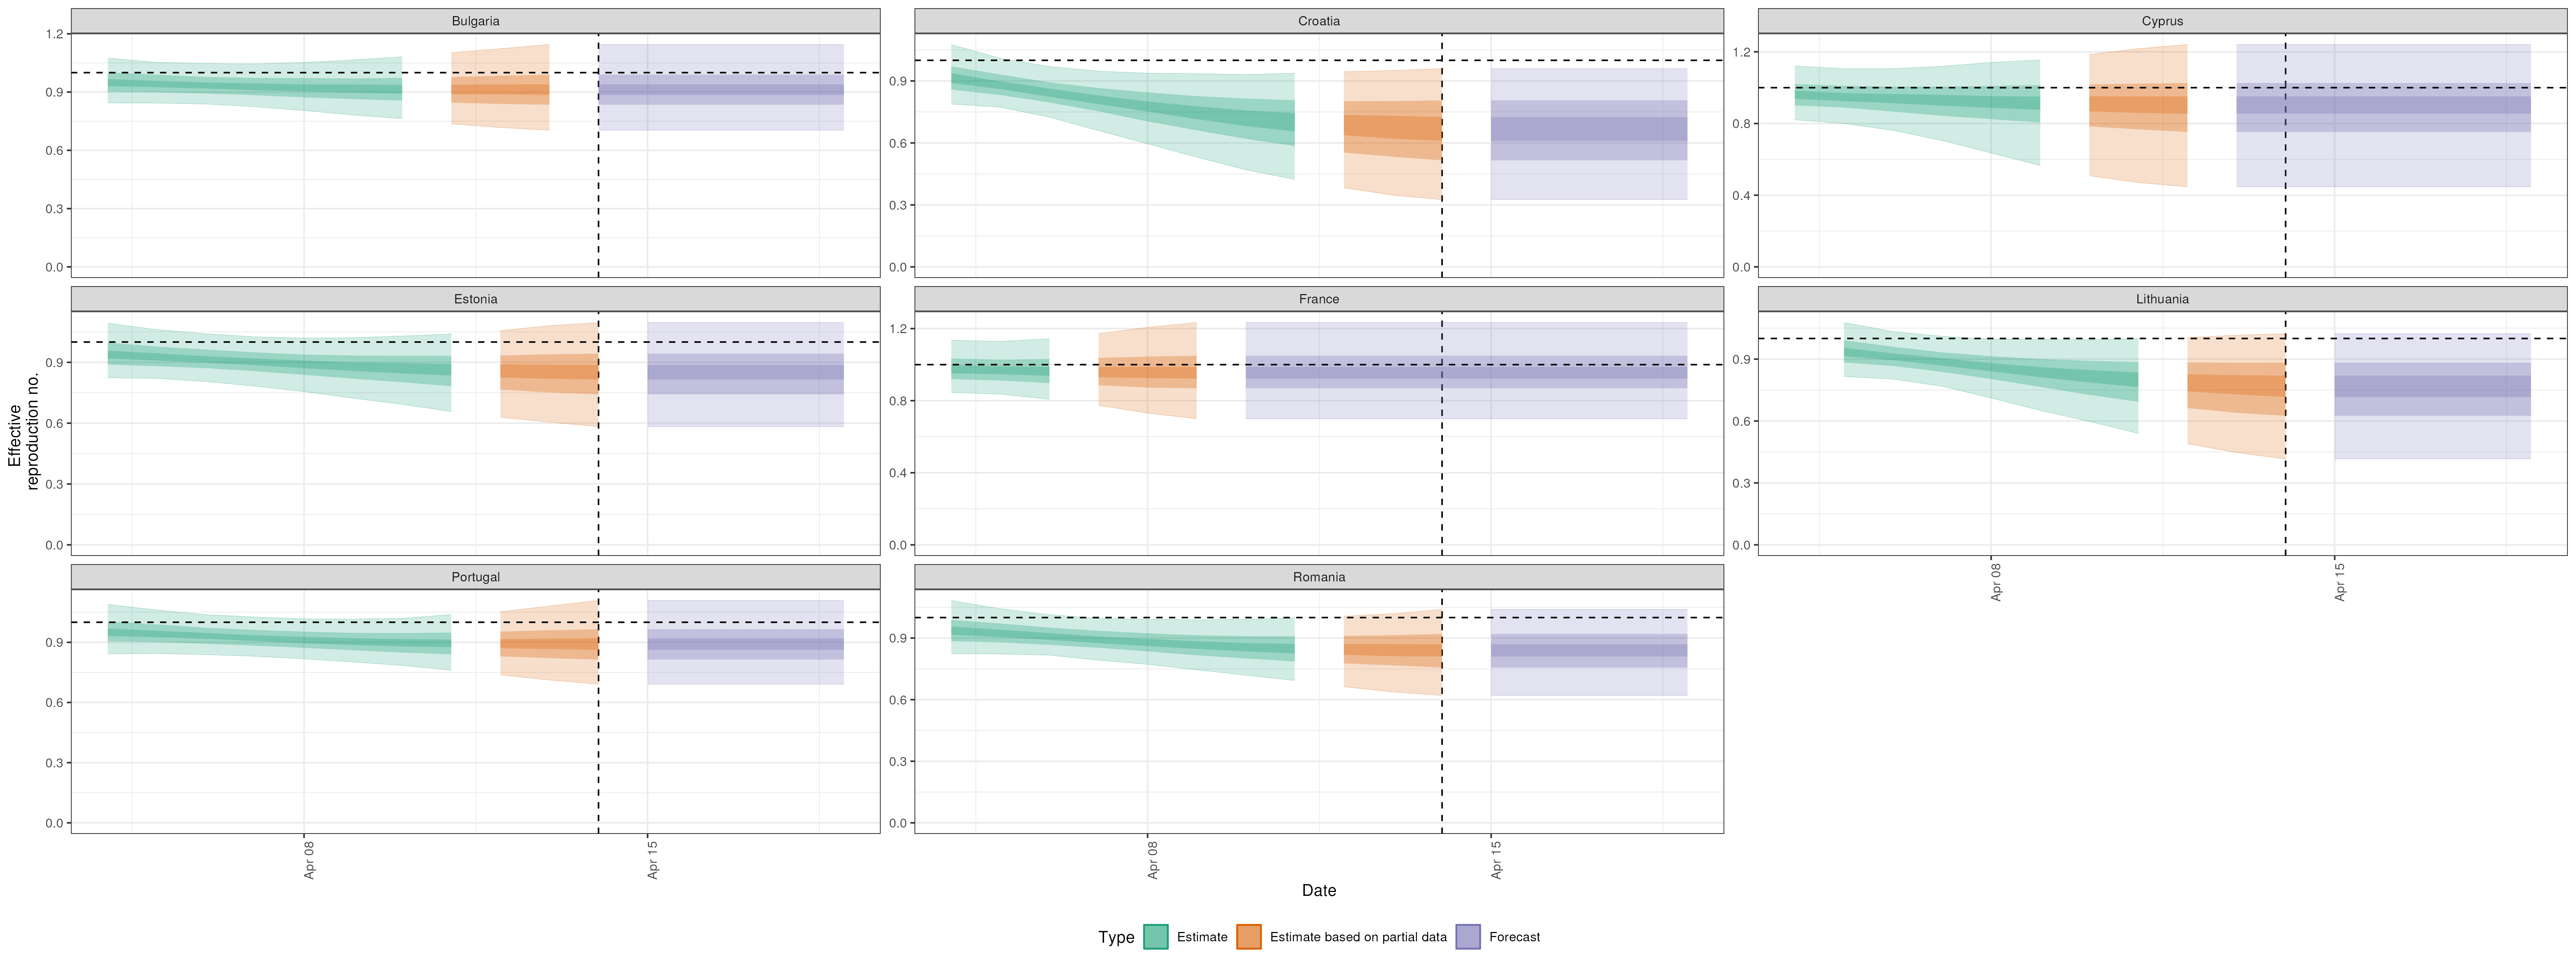 Bulgaria
Croatia
Cyprus
1.2
0.9
0.6
0.3
0.0
0.9
0.6
0.3
0.0
1.2
0.8
0.4
0.0
Estonia
France
Lithuania
0.9
0.6
0.3
0.0
1.2
0.8
0.4
0.0
0.9
0.6
0.3
0.0
Effective
reproduction no.
Portugal
Romania
Apr 08
Apr 15
0.9
0.6
0.3
0.0
0.9
0.6
0.3
0.0
Apr 08
Apr 15
Apr 08
Apr 15
Date
Type
Estimate
Estimate based on partial data
Forecast